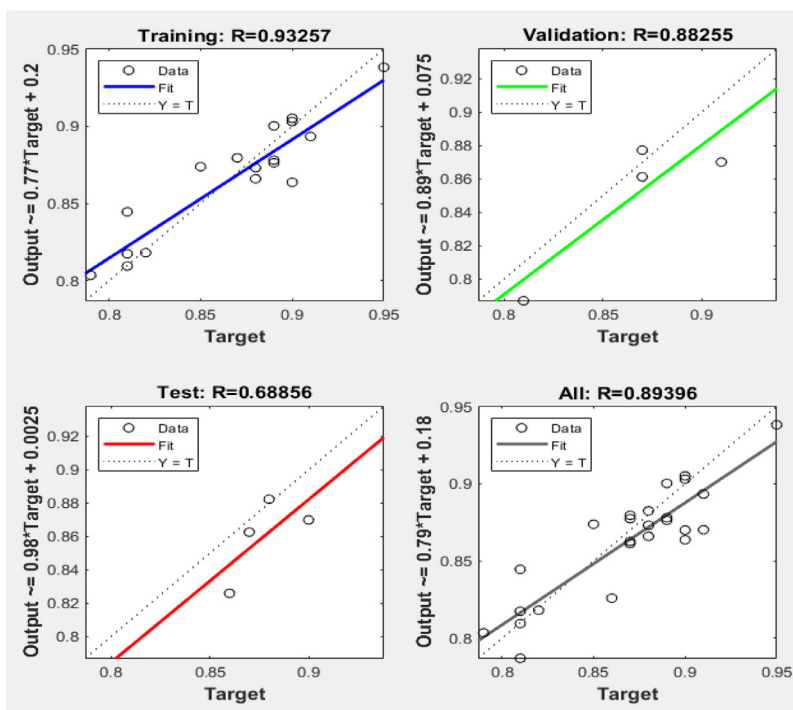 Training: R=0.93257
Output ~= 0.77*Target + 0.2
0.95
0.9
0.85
0.8
Data
Fit
Y = T
0.8
0.85
0.9
0.95
Target
Validation: R=0.88255
Output ~= 0.89*Target + 0.075
0.92
0.9
0.88
0.86
0.84
0.82
0.8
Data
Fit
Y = T
0.8
0.85
0.9
Target
Test: R=0.68856
Output ~= 0.98*Target + 0.0025
0.92
0.9
0.88
0.86
0.84
0.82
0.8
Data
Fit
Y = T
0.8
0.85
0.9
Target
All: R=0.89396
Output ~= 0.79*Target + 0.18
0.95
0.9
0.85
0.8
Data
Fit
Y = T
0.8
0.85
0.9
0.95
Target